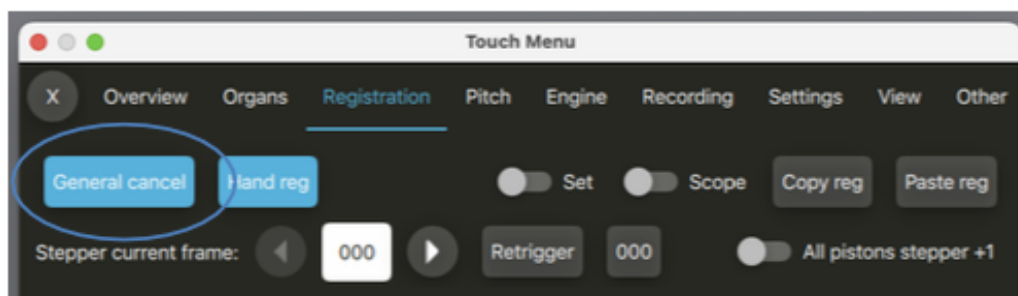 Touch Menu
X Overview Organs Registration Pitch Engine Recording Settings View Other
General cancel Hand reg Set Scope Copy reg Paste reg
Stepper current frame: 000 Retrigger 000 All pistons stepper +1